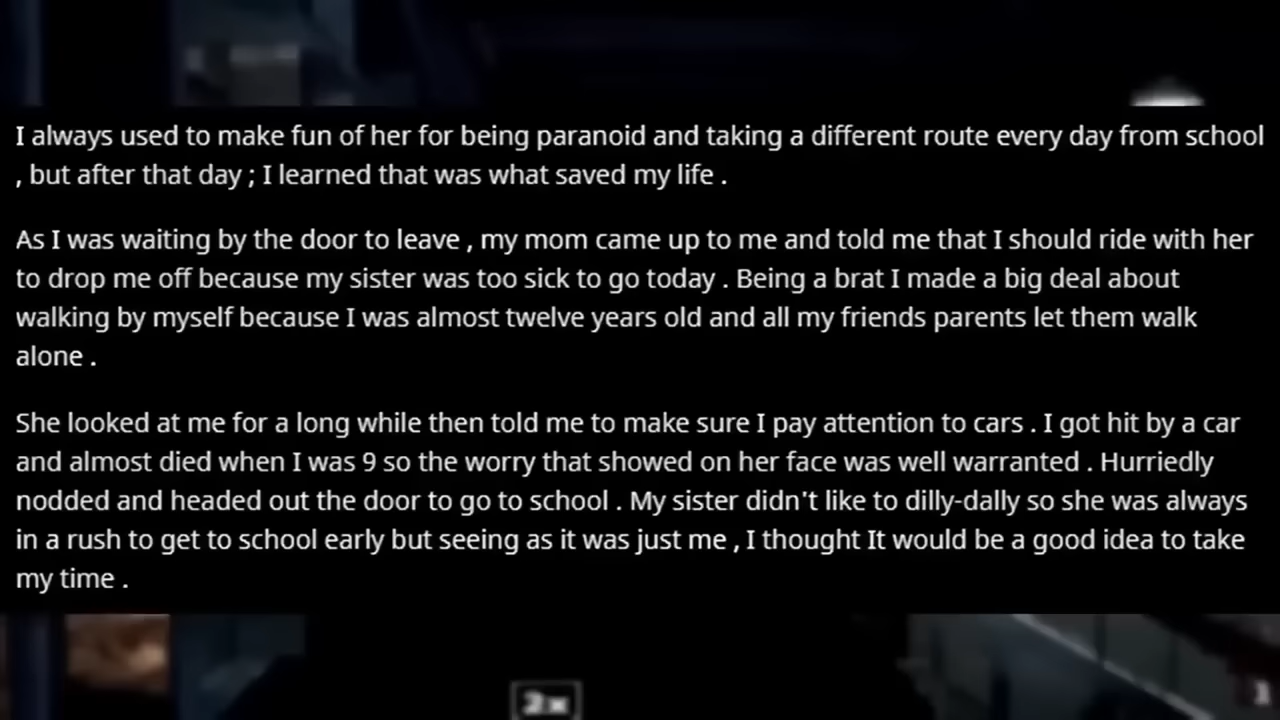 I always used to make fun of her for being paranoid and taking a different route every day from school
, but after that day ; I learned that was what saved my life .
As I was waiting by the door to leave , my mom came up to me and told me that I should ride with her
to drop me off because my sister was too sick to go today . Being a brat I made a big deal about
walking by myself because I was almost twelve years old and all my friends parents let them walk
alone .
She looked at me for a long while then told me to make sure I pay attention to cars . I got hit by a car
and almost died when I was 9 so the worry that showed on her face was well warranted . Hurriedly
nodded and headed out the door to go to school . My sister didn't like to dilly-dally so she was always
in a rush to get to school early but seeing as it was just me , I thought It would be a good idea to take
my time .
2x
1